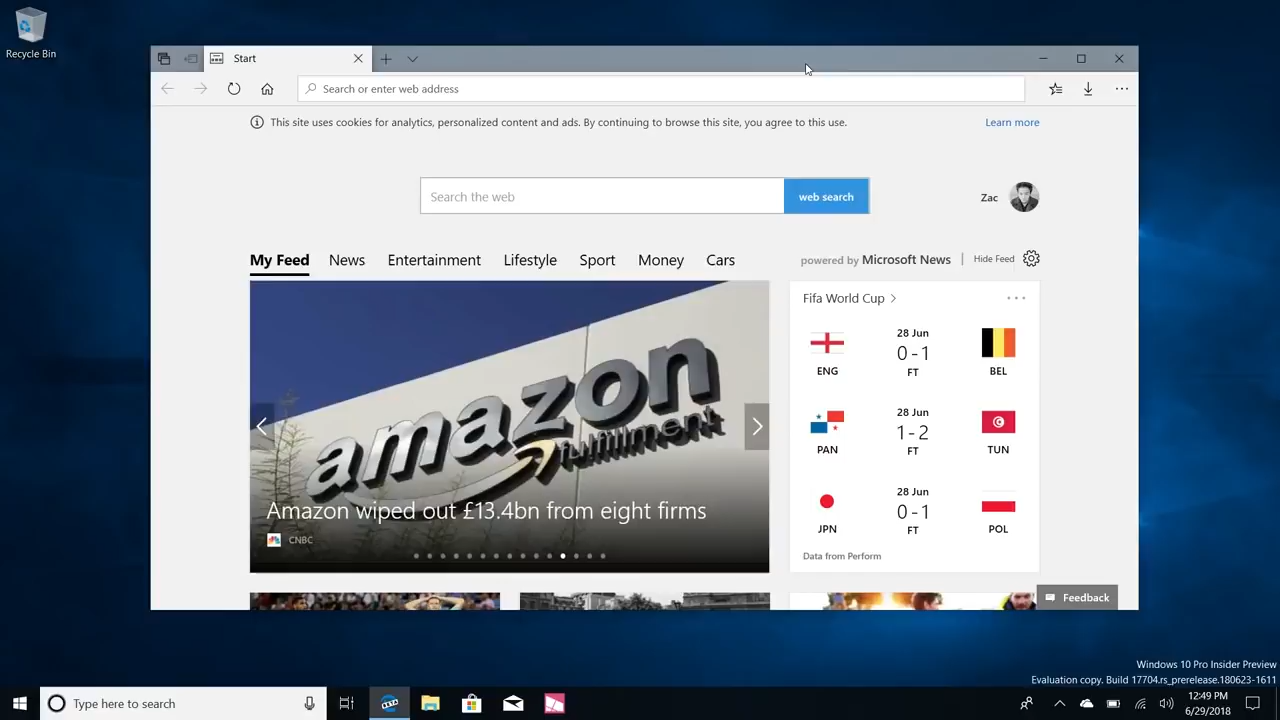 Recycle Bin
Start
Search or enter web address
This site uses cookies for analytics, personalized content and ads. By continuing to browse this site, you agree to this use.
Learn more
Search the web
web search
Zac
My Feed
News
Entertainment
Lifestyle
Sport
Money
Cars
powered by Microsoft News
Hide Feed
amazon
fulfillment
Amazon wiped out £13.4bn from eight firms
CNBC
Fifa World Cup
28 Jun
ENG 0-1 BEL
FT
28 Jun
PAN 1-2 TUN
FT
28 Jun
JPN 0-1 POL
FT
Data from Perform
Feedback
Windows 10 Pro Insider Preview
Evaluation copy. Build 17704.rs_prerelease.180623-1611
Type here to search
12:49 PM
6/29/2018